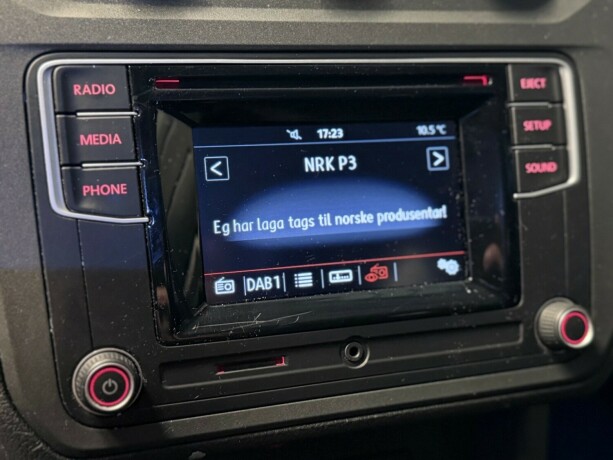 RADIO
MEDIA
PHONE
EJECT
SETUP
SOUND
17:23
10.5 °C
<
NRK P3
>
Eg har laga tags til norske produsentar!
DAB1